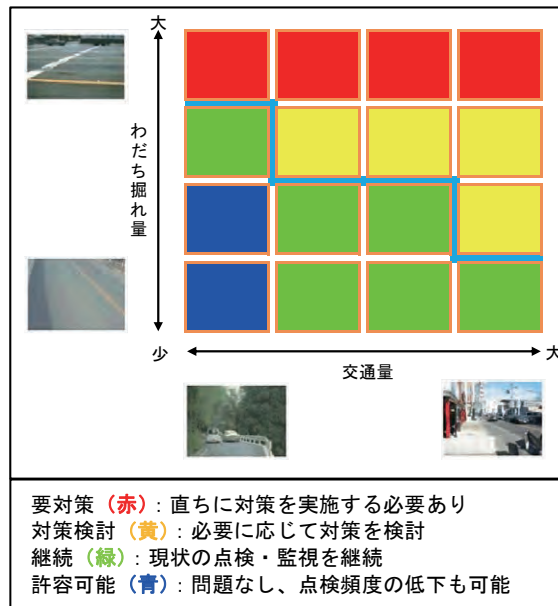 大
わだち掘れ量
少
大
交通量
要対策（赤）：直ちに対策を実施する必要あり
対策検討（黄）：必要に応じて対策を検討
継続（緑）：現状の点検・監視を継続
許容可能（青）：問題なし、点検頻度の低下も可能